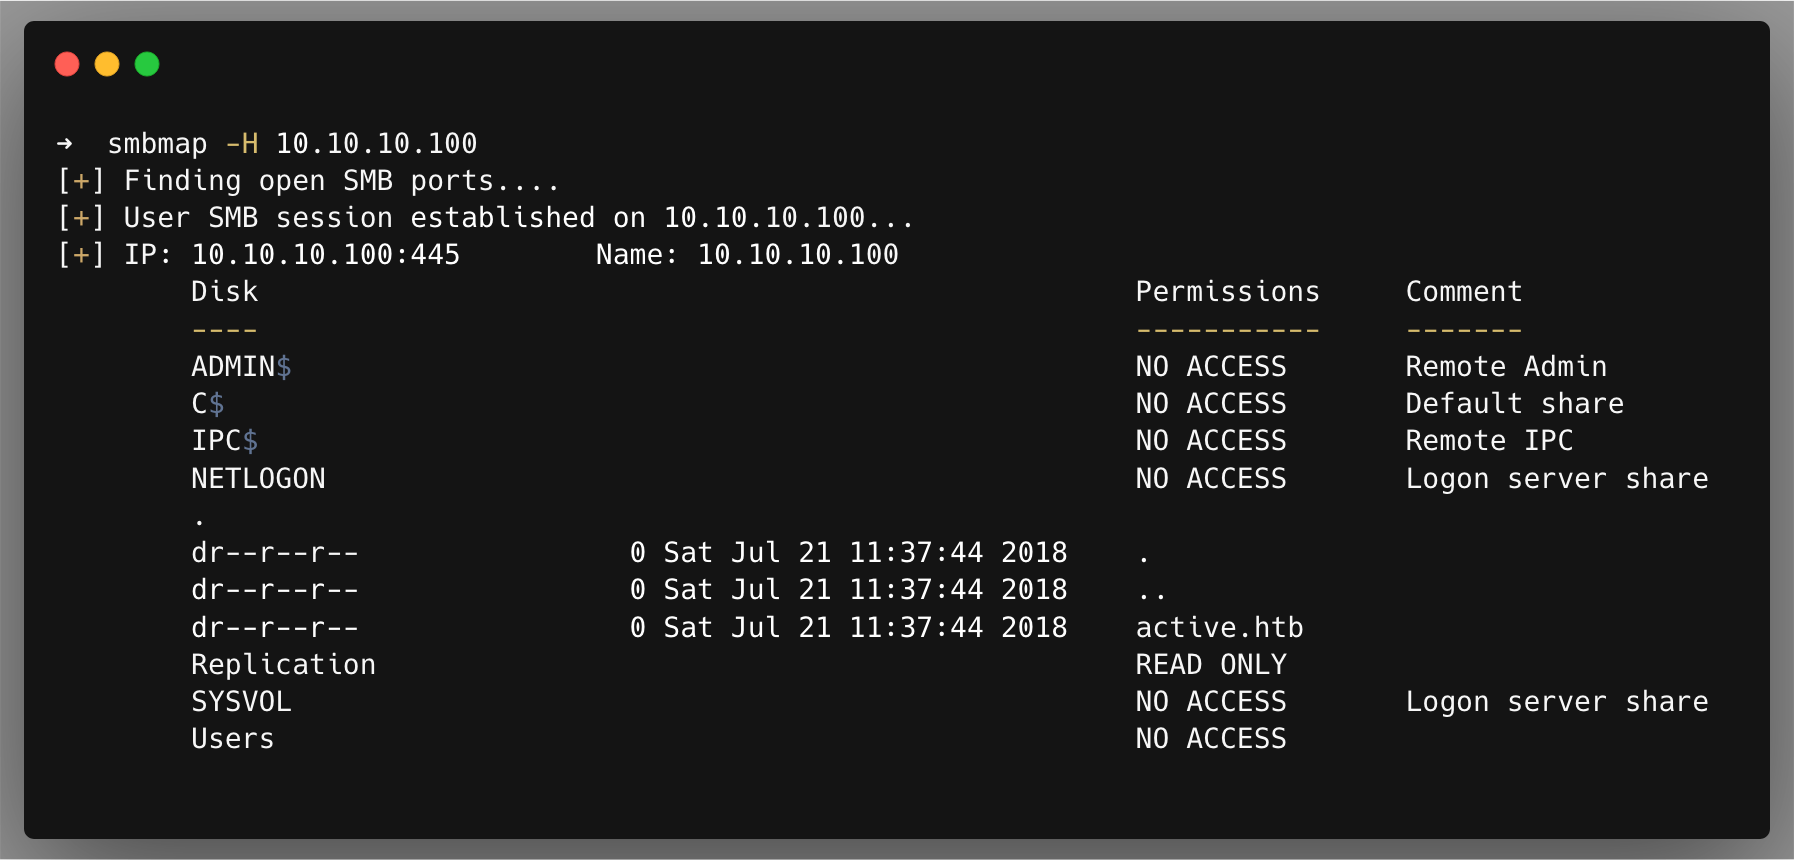 ➜  smbmap -H 10.10.10.100
[+] Finding open SMB ports....
[+] User SMB session established on 10.10.10.100...
[+] IP: 10.10.10.100:445        Name: 10.10.10.100
        Disk                                                    Permissions     Comment
        ----                                                    -----------     -------
        ADMIN$                                                  NO ACCESS       Remote Admin
        C$                                                      NO ACCESS       Default share
        IPC$                                                    NO ACCESS       Remote IPC
        NETLOGON                                                NO ACCESS       Logon server share
        .
        dr--r--r--                0 Sat Jul 21 11:37:44 2018    .
        dr--r--r--                0 Sat Jul 21 11:37:44 2018    ..
        dr--r--r--                0 Sat Jul 21 11:37:44 2018    active.htb
        Replication                                             READ ONLY
        SYSVOL                                                  NO ACCESS       Logon server share
        Users                                                   NO ACCESS